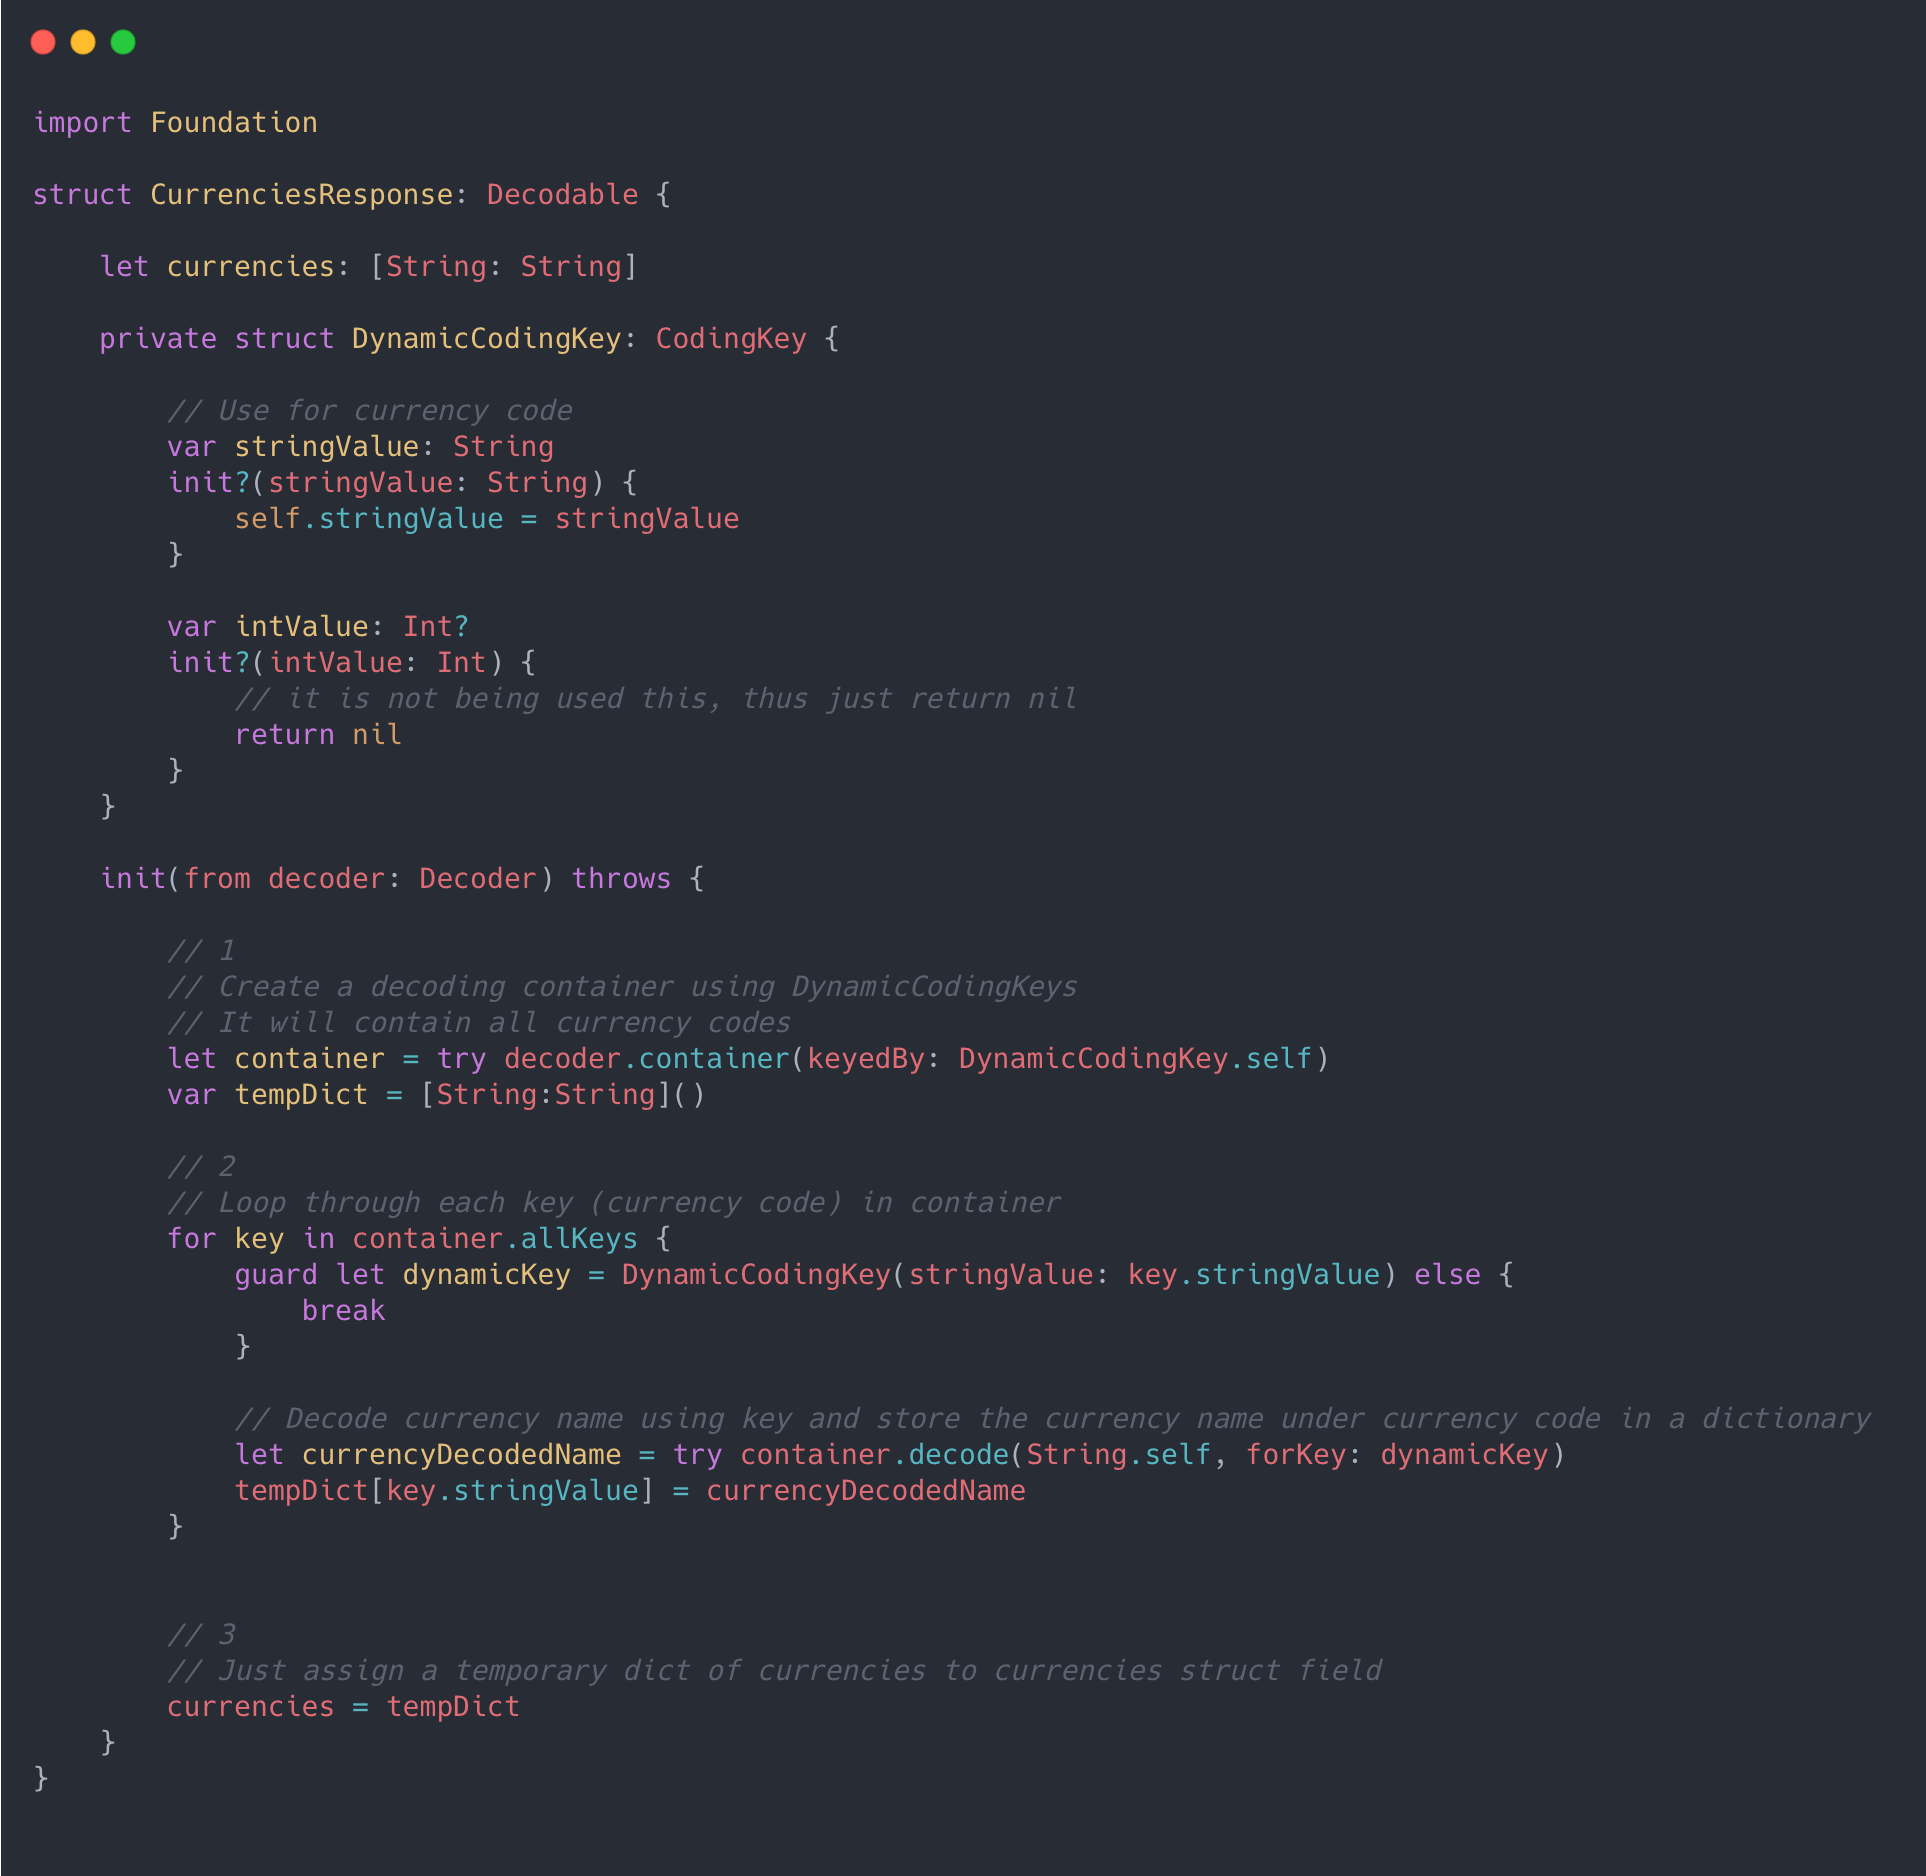 import Foundation
struct CurrenciesResponse: Decodable {
    let currencies: [String: String]
    private struct DynamicCodingKey: CodingKey {
        // Use for currency code
        var stringValue: String
        init?(stringValue: String) {
            self.stringValue = stringValue
        }
        var intValue: Int?
        init?(intValue: Int) {
            // it is not being used this, thus just return nil
            return nil
        }
    }
    init(from decoder: Decoder) throws {
        // 1
        // Create a decoding container using DynamicCodingKeys
        // It will contain all currency codes
        let container = try decoder.container(keyedBy: DynamicCodingKey.self)
        var tempDict = [String:String]()
        // 2
        // Loop through each key (currency code) in container
        for key in container.allKeys {
            guard let dynamicKey = DynamicCodingKey(stringValue: key.stringValue) else {
                break
            }
            // Decode currency name using key and store the currency name under currency code in a dictionary
            let currencyDecodedName = try container.decode(String.self, forKey: dynamicKey)
            tempDict[key.stringValue] = currencyDecodedName
        }
        // 3
        // Just assign a temporary dict of currencies to currencies struct field
        currencies = tempDict
    }
}